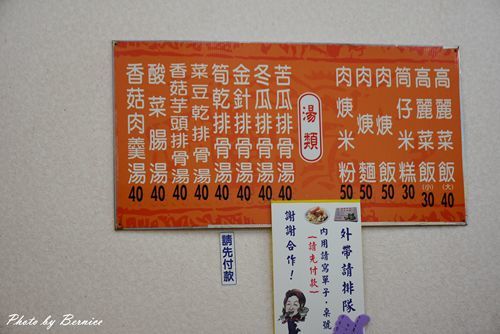 高麗菜飯(大) 40
高麗菜飯(小) 30
筒仔米糕 30
肉焿飯 50
肉焿麵 50
肉焿米粉 50
湯類
苦瓜排骨湯 40
冬瓜排骨湯 40
金針排骨湯 40
筍乾排骨湯 40
菜豆乾排骨湯 40
香菇芋頭排骨湯 40
酸菜腸湯 40
香菇肉羹湯 40
外帶請排隊
內用請寫單子,桌號
(請先付款)
謝謝合作!
請先付款
Photo by Bernice